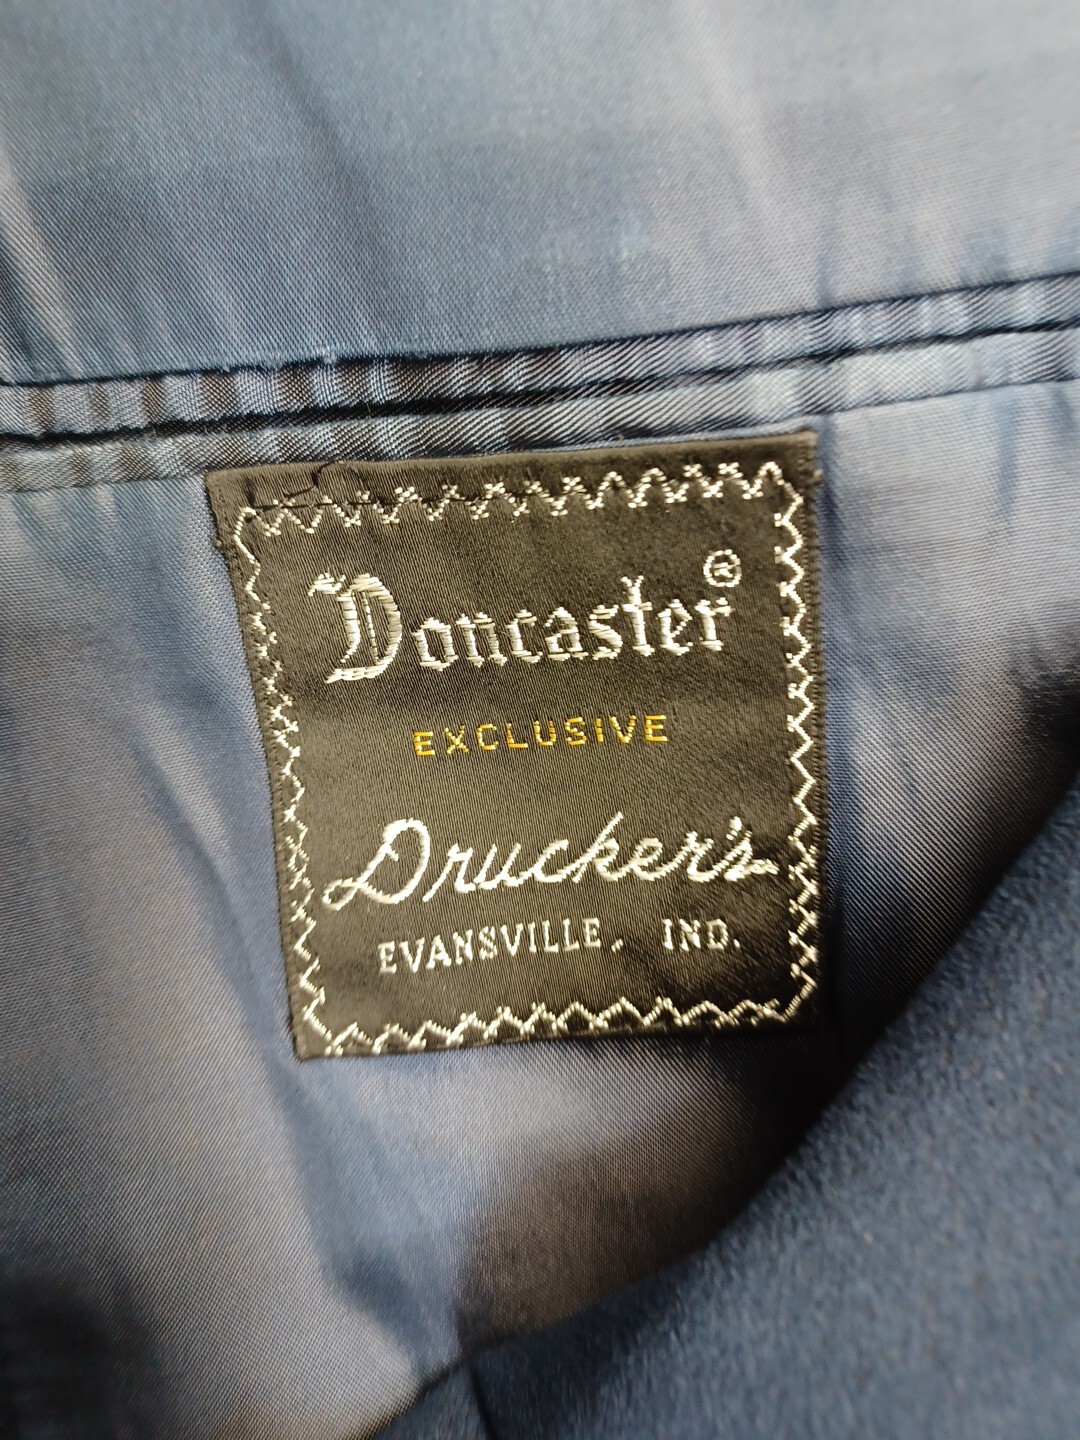 Doncaster®
EXCLUSIVE
Drucker's
EVANSVILLE, IND.